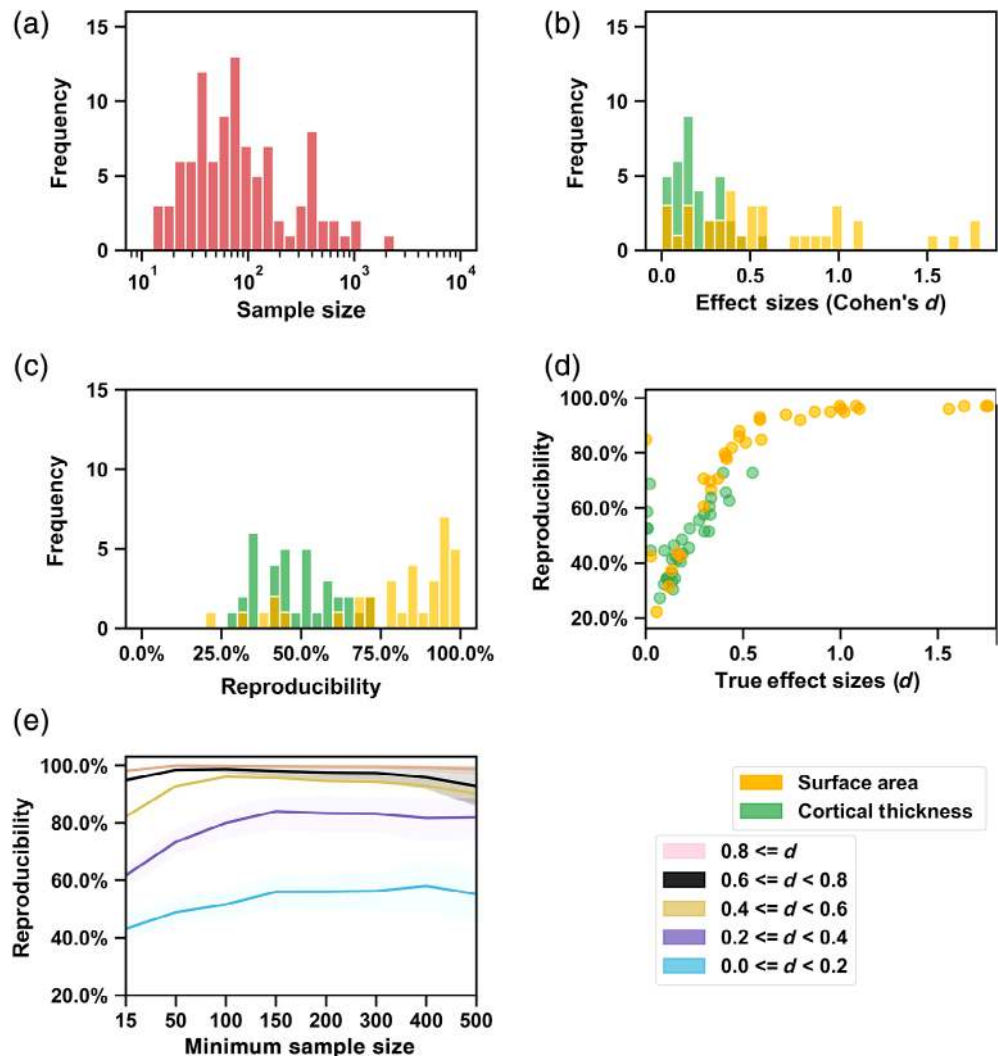 (a)
15
10
5
0
Frequency
10¹ 10² 10³ 10⁴
Sample size
(b)
15
10
5
0
Frequency
0.0 0.5 1.0 1.5
Effect sizes (Cohen's d)
(c)
15
10
5
0
Frequency
0.0% 25.0% 50.0% 75.0% 100.0%
Reproducibility
(d)
100.0%
80.0%
60.0%
40.0%
20.0%
Reproducibility
0.0 0.5 1.0 1.5
True effect sizes (d)
(e)
100.0%
80.0%
60.0%
40.0%
20.0%
Reproducibility
15 50 100 150 200 300 400 500
Minimum sample size
Surface area
Cortical thickness
0.8 <= d
0.6 <= d < 0.8
0.4 <= d < 0.6
0.2 <= d < 0.4
0.0 <= d < 0.2